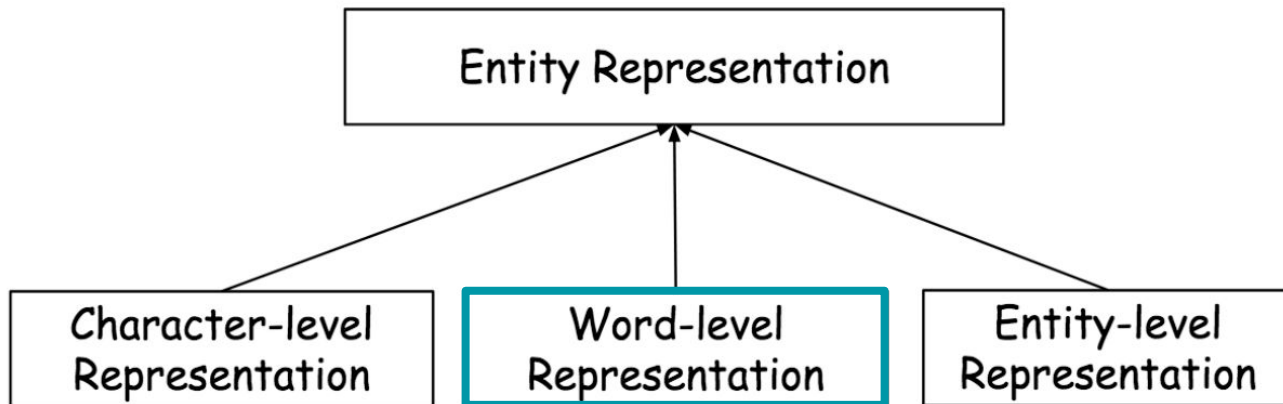 Entity Representation
Character-level
Representation
Word-level
Representation
Entity-level
Representation